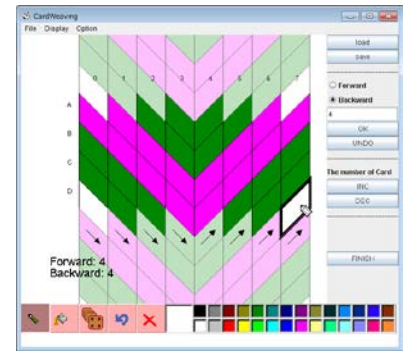 CardWeaving
File Display Option
load
save
0 1 2 3 4 5 6 7
A
B
C
D
Forward
Backward
4
OK
UNDO
The number of Card
INC
DEC
FINISH
Forward: 4
Backward: 4